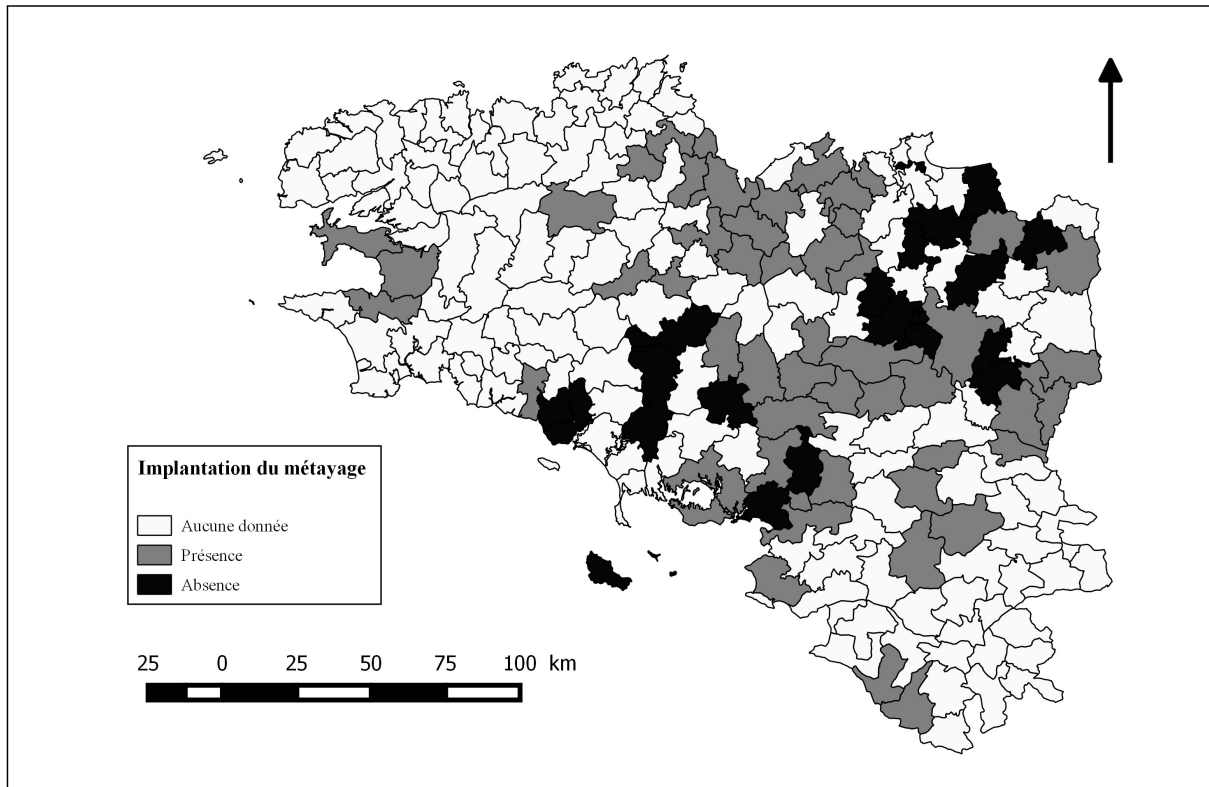 Implantation du métayage
Aucune donnée
Présence
Absence
25 0 25 50 75 100 km